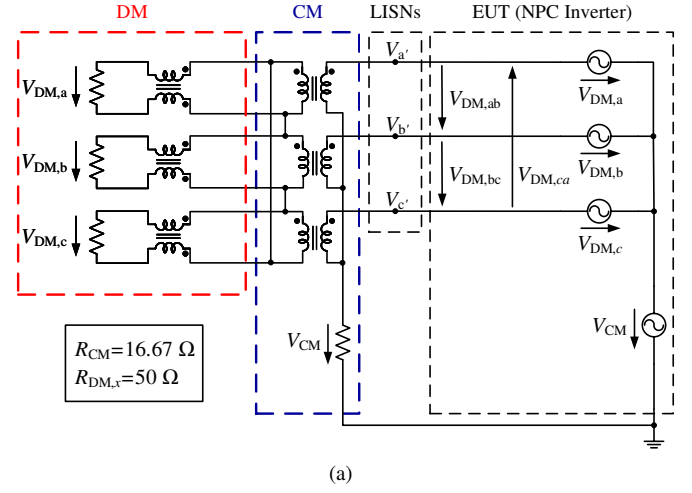 DM
CM
LISNs
EUT (NPC Inverter)
V_DM,a
V_a'
V_DM,ab
V_DM,a
V_DM,b
V_b'
V_DM,bc
V_DM,ca
V_DM,b
V_DM,c
V_c'
V_DM,c
V_CM
V_CM
R_CM=16.67 Ω
R_DM,x=50 Ω
(a)